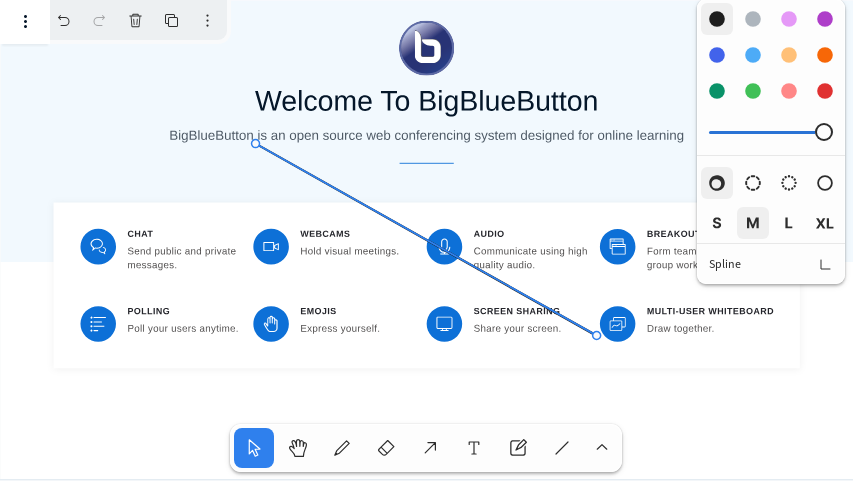 Welcome To BigBlueButton
BigBlueButton is an open source web conferencing system designed for online learning
CHAT
Send public and private
messages.
WEBCAMS
Hold visual meetings.
AUDIO
Communicate using high
quality audio.
BREAKOUT
Form team
group work
POLLING
Poll your users anytime.
EMOJIS
Express yourself.
SCREEN SHARING
Share your screen.
MULTI-USER WHITEBOARD
Draw together.
S M L XL
Spline
T